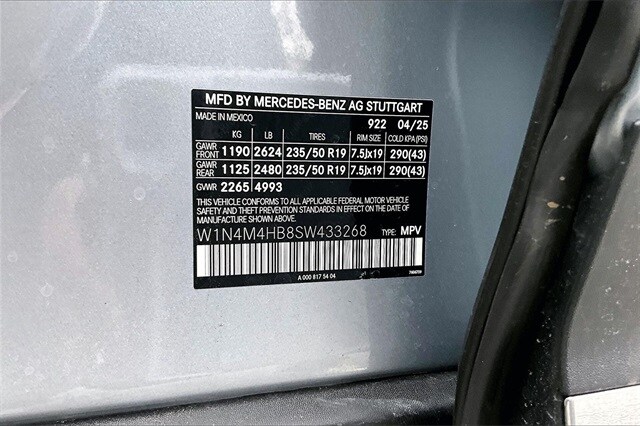 MFD BY MERCEDES-BENZ AG STUTTGART
MADE IN MEXICO 922 04/25
KG LB TIRES RIM SIZE COLD KPA (PSI)
GAWR FRONT 1190 2624 235/50 R19 7.5Jx19 290(43)
GAWR REAR 1125 2480 235/50 R19 7.5Jx19 290(43)
GVWR 2265 4993
THIS VEHICLE CONFORMS TO ALL APPLICABLE FEDERAL MOTOR VEHICLE
SAFETY AND THEFT PREVENTION STANDARDS IN EFFECT ON THE DATE OF
MANUFACTURE SHOWN ABOVE.
W1N4M4HB8SW433268 TYPE: MPV
A 000 817 54 04